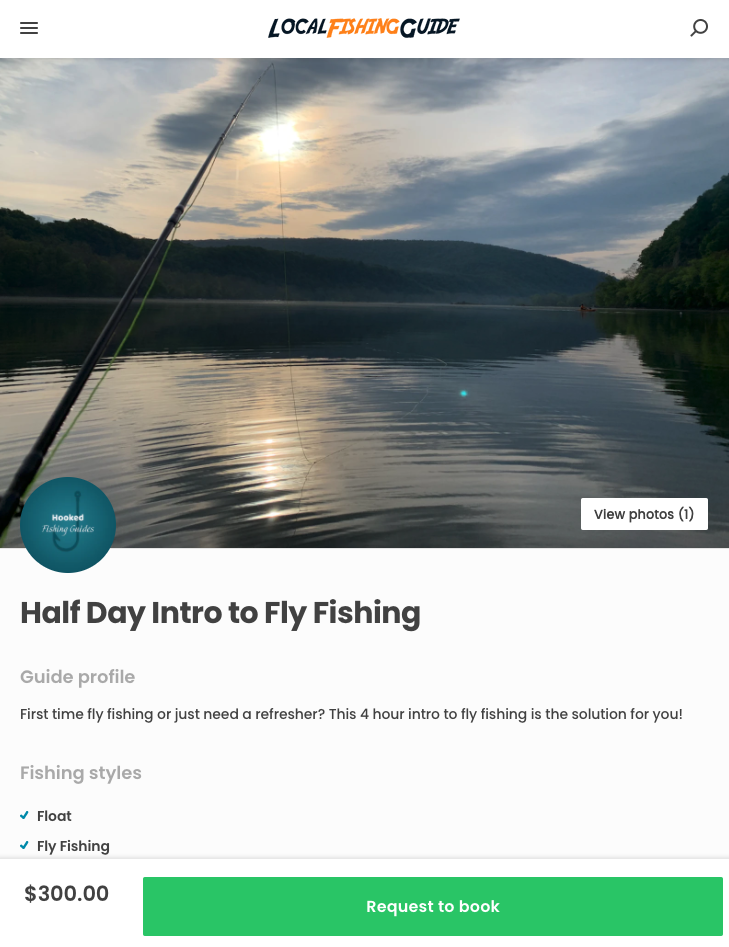 LOCALFISHINGGUIDE
View photos (1)
Hooked
Fishing Guides
Half Day Intro to Fly Fishing
Guide profile
First time fly fishing or just need a refresher? This 4 hour intro to fly fishing is the solution for you!
Fishing styles
Float
Fly Fishing
$300.00
Request to book